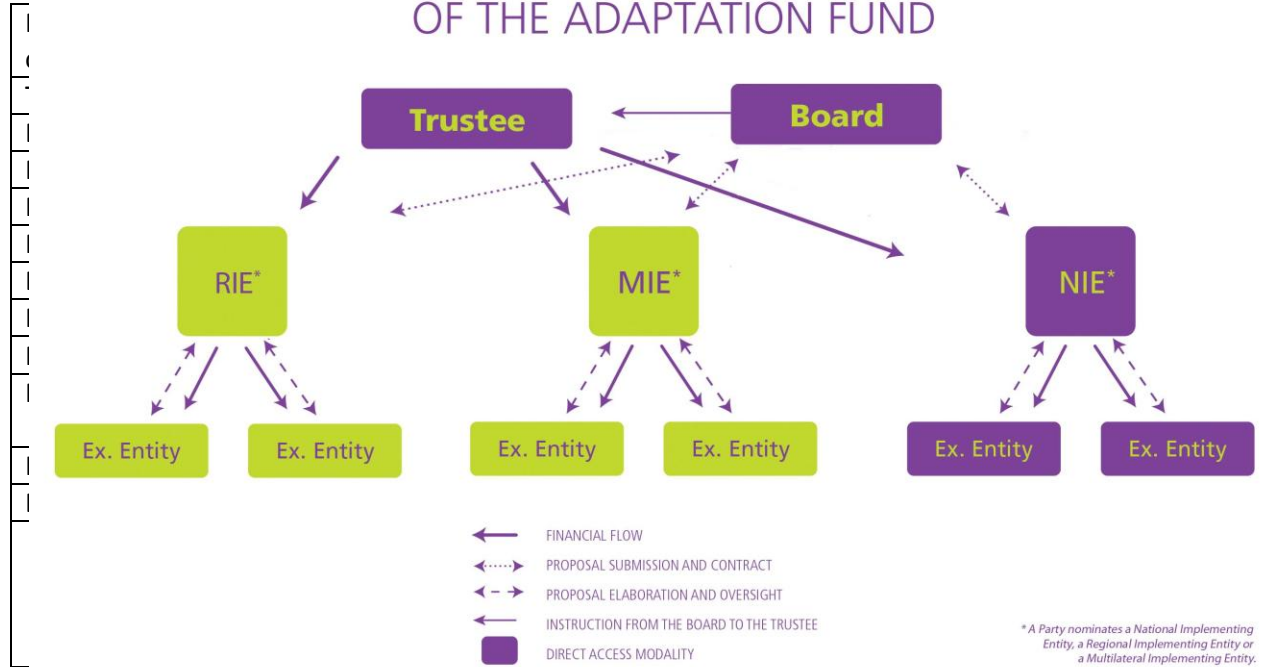 OF THE ADAPTATION FUND
Trustee
Board
RIE*
MIE*
NIE*
Ex. Entity
Ex. Entity
Ex. Entity
Ex. Entity
Ex. Entity
Ex. Entity
FINANCIAL FLOW
PROPOSAL SUBMISSION AND CONTRACT
PROPOSAL ELABORATION AND OVERSIGHT
INSTRUCTION FROM THE BOARD TO THE TRUSTEE
DIRECT ACCESS MODALITY
* A Party nominates a National Implementing
Entity, a Regional Implementing Entity or
a Multilateral Implementing Entity.